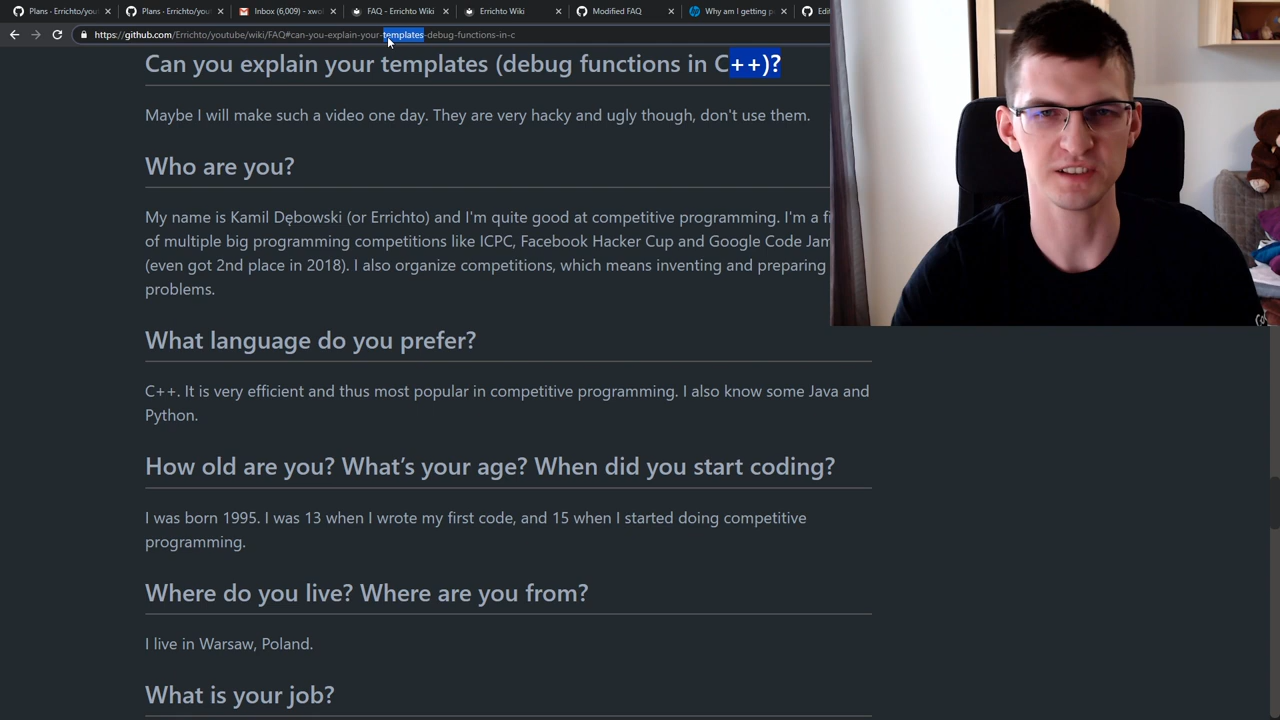 Plans - Errichto/you
Plans - Errichto/you
Inbox (6,009) - xwo
FAQ - Errichto Wiki
Errichto Wiki
Modified FAQ
Why am I getting p
Edi
https://github.com/Errichto/youtube/wiki/FAQ#can-you-explain-your-templates-debug-functions-in-c
Can you explain your templates (debug functions in C++)?
Maybe I will make such a video one day. They are very hacky and ugly though, don't use them.
Who are you?
My name is Kamil Dębowski (or Errichto) and I'm quite good at competitive programming. I'm a fi
of multiple big programming competitions like ICPC, Facebook Hacker Cup and Google Code Jam
(even got 2nd place in 2018). I also organize competitions, which means inventing and preparing
problems.
What language do you prefer?
C++. It is very efficient and thus most popular in competitive programming. I also know some Java and
Python.
How old are you? What’s your age? When did you start coding?
I was born 1995. I was 13 when I wrote my first code, and 15 when I started doing competitive
programming.
Where do you live? Where are you from?
I live in Warsaw, Poland.
What is your job?